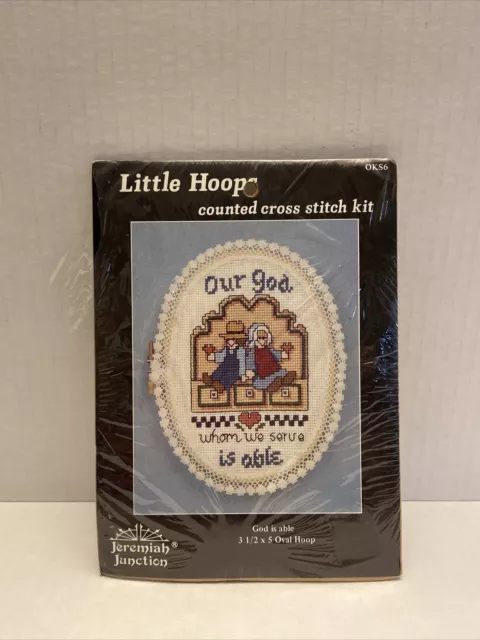 OKS6
Little Hoops
counted cross stitch kit
Our God
whom we serve
is able
God is able
3 1/2 x 5 Oval Hoop
Jeremiah®
Junction